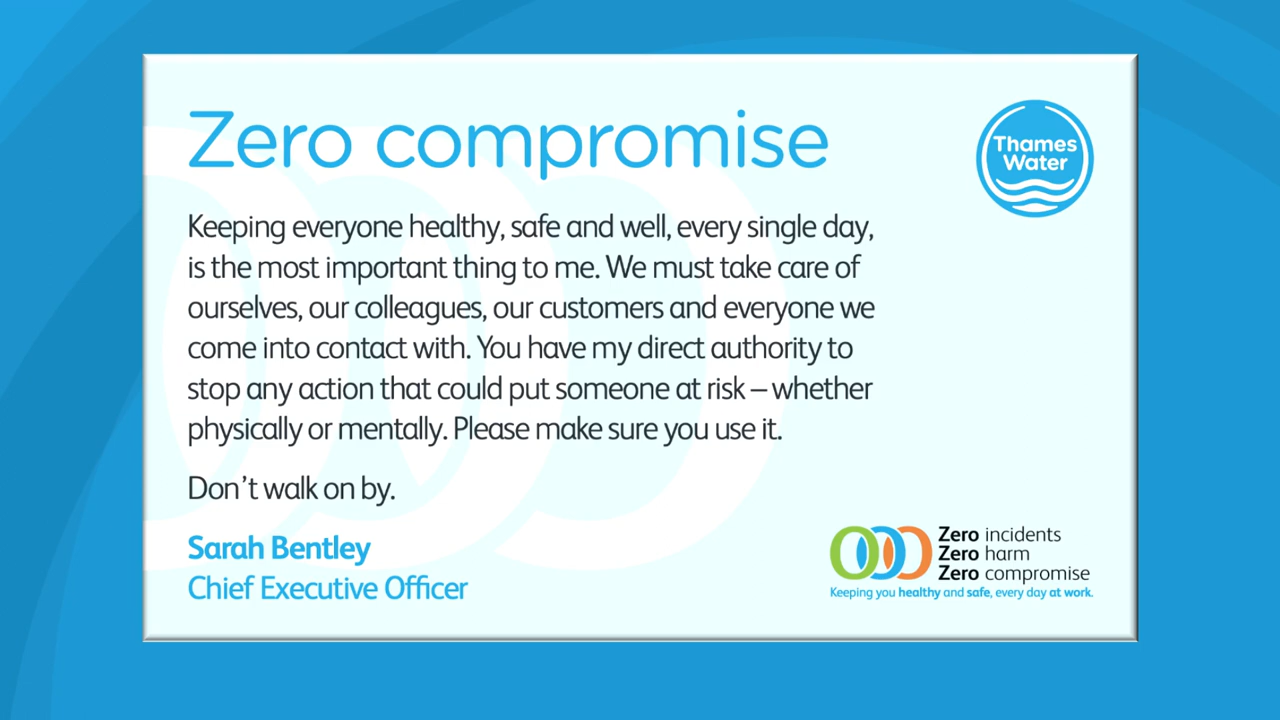 Zero compromise
Thames
Water
Keeping everyone healthy, safe and well, every single day,
is the most important thing to me. We must take care of
ourselves, our colleagues, our customers and everyone we
come into contact with. You have my direct authority to
stop any action that could put someone at risk – whether
physically or mentally. Please make sure you use it.
Don't walk on by.
Sarah Bentley
Chief Executive Officer
Zero incidents
Zero harm
Zero compromise
Keeping you healthy and safe, every day at work.